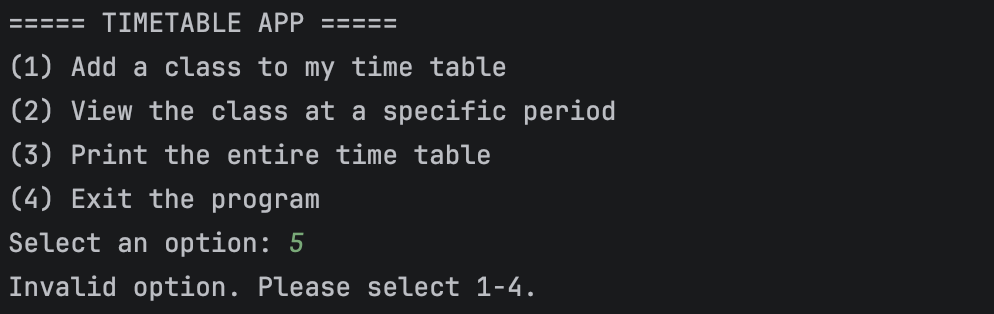 ===== TIMETABLE APP =====
(1) Add a class to my time table
(2) View the class at a specific period
(3) Print the entire time table
(4) Exit the program
Select an option: 5
Invalid option. Please select 1-4.